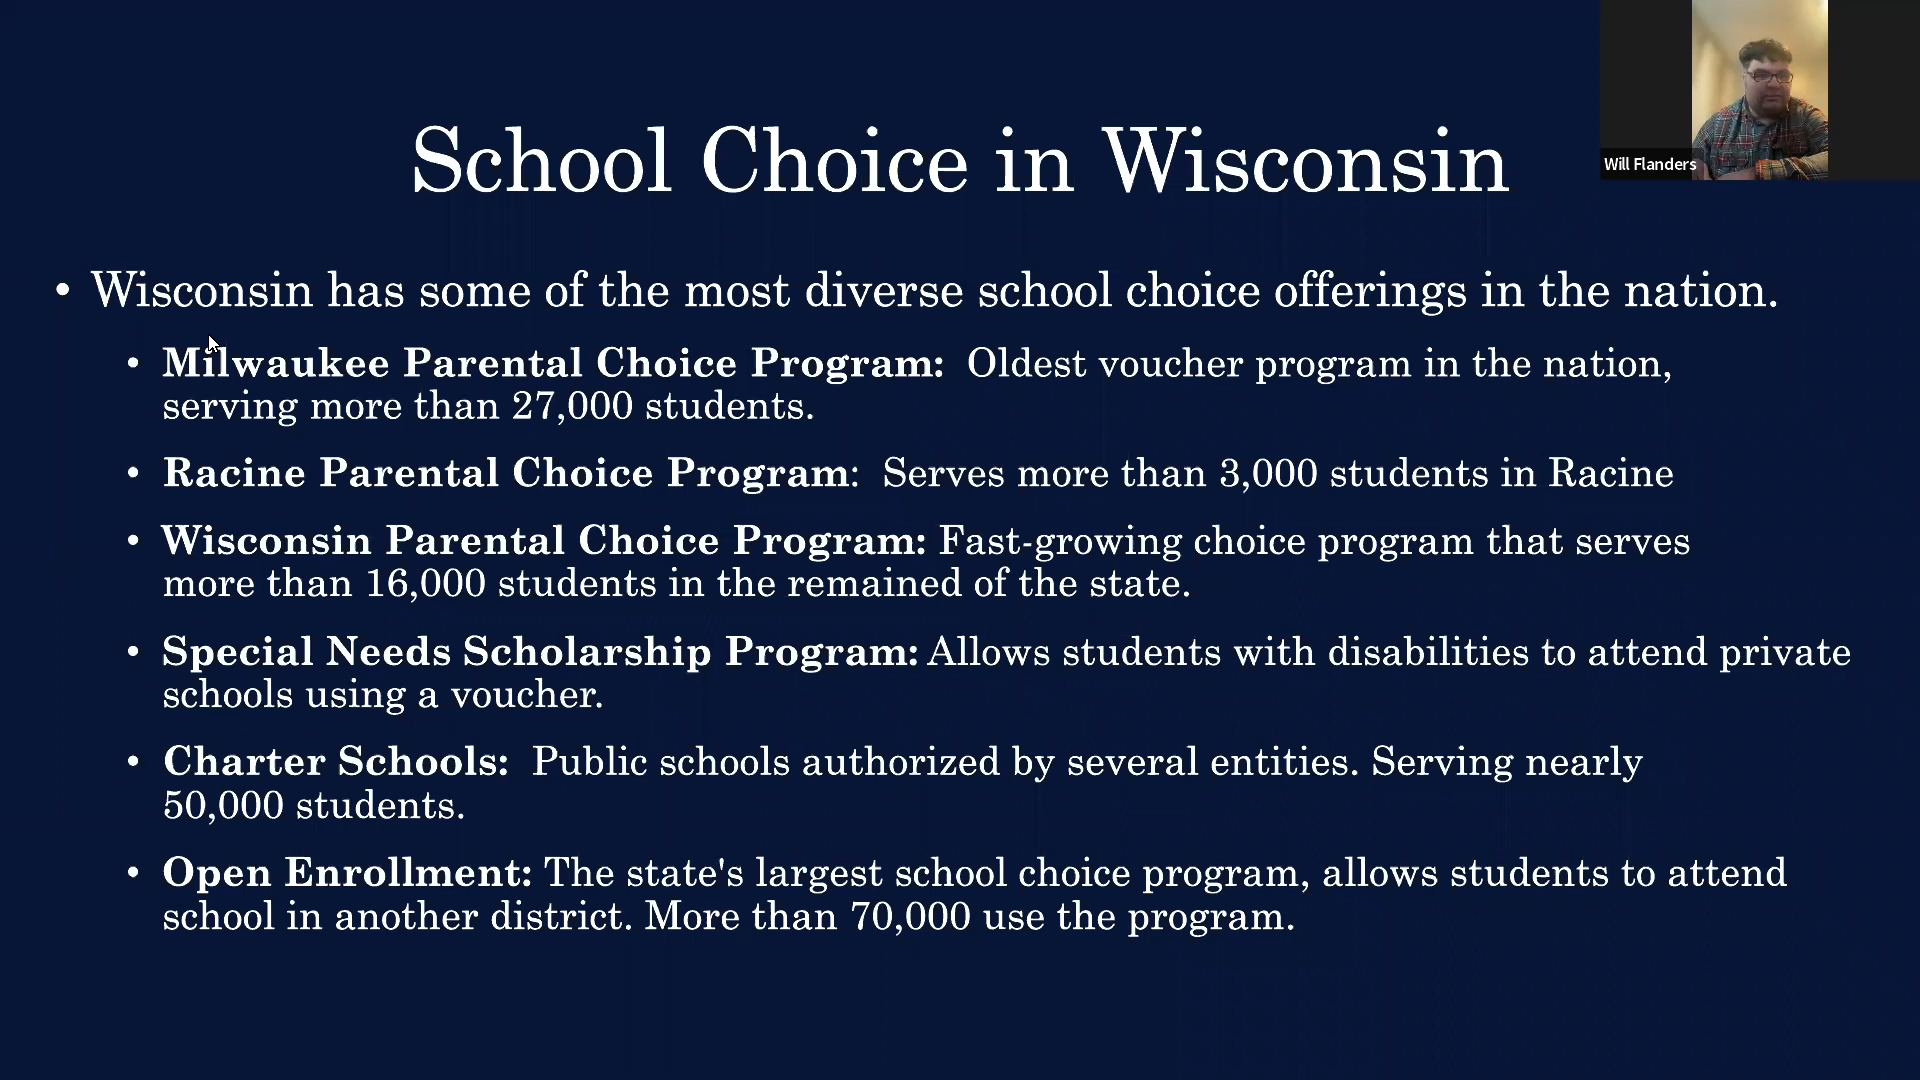 School Choice in Wisconsin
Will Flanders
• Wisconsin has some of the most diverse school choice offerings in the nation.
• Milwaukee Parental Choice Program:  Oldest voucher program in the nation,
serving more than 27,000 students.
• Racine Parental Choice Program:  Serves more than 3,000 students in Racine
• Wisconsin Parental Choice Program: Fast-growing choice program that serves
more than 16,000 students in the remained of the state.
• Special Needs Scholarship Program: Allows students with disabilities to attend private
schools using a voucher.
• Charter Schools:  Public schools authorized by several entities. Serving nearly
50,000 students.
• Open Enrollment: The state's largest school choice program, allows students to attend
school in another district. More than 70,000 use the program.